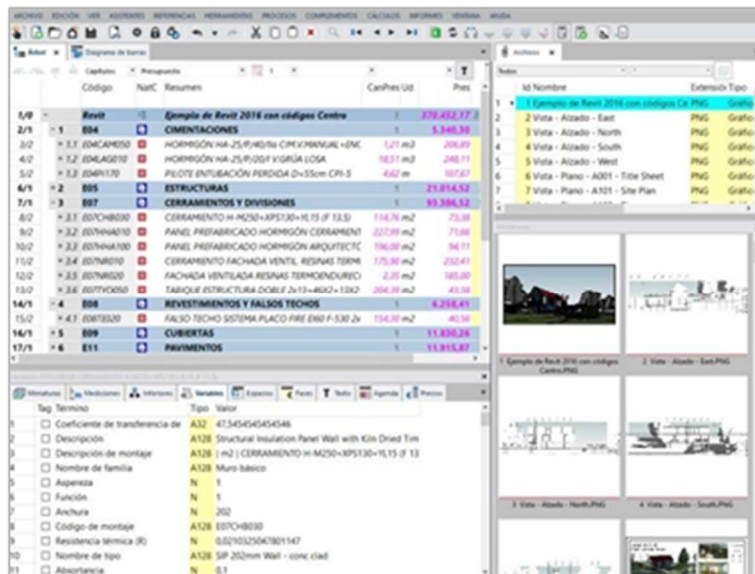 ARCHIVO EDICIÓN VER ASISTENTES REFERENCIAS HERRAMIENTAS PROCESOS COMPLEMENTOS CÁLCULOS INFORMES VENTANA AYUDA
Árbol Diagrama de barras
Capítulos Presupuesto 1
Código NatC Resumen CanPres Ud Pres
1/0 Revit Ejemplo de Revit 2016 con códigos Centro 370.452,17
2/1 1 E04 CIMENTACIONES 1 5.340,30
3/2 1.1 E04CAM050 HORMIGÓN HA-25/P/40/IIa CIM.V.MANUAL+ENC 1,21 m3 206,89
4/2 1.2 E04LAG010 HORMIGÓN HA-25/P/20/I V.GRÚA LOSA 18,51 m3 248,11
5/2 1.3 E04PI170 PILOTE ENTUBACIÓN PERDIDA D=55cm CPI-5 4,62 m 107,67
6/1 2 E05 ESTRUCTURAS 1 21.014,52
7/1 3 E07 CERRAMIENTOS Y DIVISIONES 1 93.386,52
8/2 3.1 E07CHB030 CERRAMIENTO H-M250+XPS130+YL15 (F 13.5) 114,76 m2 73,38
9/2 3.2 E07HHA010 PANEL PREFABRICADO HORMIGÓN CERRAMIENT 227,89 m2 71,66
10/2 3.3 E07HHA100 PANEL PREFABRICADO HORMIGÓN ARQUITECTÓ 196,00 m2 94,11
11/2 3.4 E07NR010 CERRAMIENTO FACHADA VENTIL. RESINAS TERM 175,90 m2 232,41
12/2 3.5 E07NR020 FACHADA VENTILADA RESINAS TERMOENDUREC 2,35 m2 185,00
13/2 3.6 E07TYO050 TABIQUE ESTRUCTURA DOBLE 2x13+46X2+13X2 204,39 m2 43,58
14/1 4 E08 REVESTIMIENTOS Y FALSOS TECHOS 1 6.258,41
15/2 4.1 E08TE020 FALSO TECHO SISTEMA PLACO FIRE EI60 F-530 2x 154,30 m2 40,56
16/1 5 E09 CUBIERTAS 1 11.830,26
17/1 6 E11 PAVIMENTOS 1 11.915,87
Miniaturas Mediciones Inferiores Variables Espacios Fases Texto Agenda Precios
Tag Término Tipo Valor
1 Coeficiente de transferencia de A32 47,5454545454546
2 Descripción A128 Structural Insulation Panel Wall with Kiln Dried Tim
3 Descripción de montaje A128 | m2 | CERRAMIENTO H-M250+XPS130+YL15 (F 13
4 Nombre de familia A128 Muro básico
5 Aspereza N 1
6 Función N 1
7 Anchura N 202
8 Código de montaje A128 E07CHB030
9 Resistencia térmica (R) N 0,0210325047801147
10 Nombre de tipo A128 SIP 202mm Wall - conc clad
11 Absortancia N 0,1
Archivos
Todos
Id Nombre Extensión Tipo
1 1 Ejemplo de Revit 2016 con códigos Ce PNG Gráfic
2 2 Vista - Alzado - East PNG Gráfic
3 3 Vista - Alzado - North PNG Gráfic
4 4 Vista - Alzado - South PNG Gráfic
5 5 Vista - Alzado - West PNG Gráfic
6 6 Vista - Plano - A001 - Title Sheet PNG Gráfic
7 7 Vista - Plano - A101 - Site Plan PNG Gráfic
1 Ejemplo de Revit 2016 con códigos Centro.PNG
2 Vista - Alzado - East.PNG
3 Vista - Alzado - North.PNG
4 Vista - Alzado - South.PNG